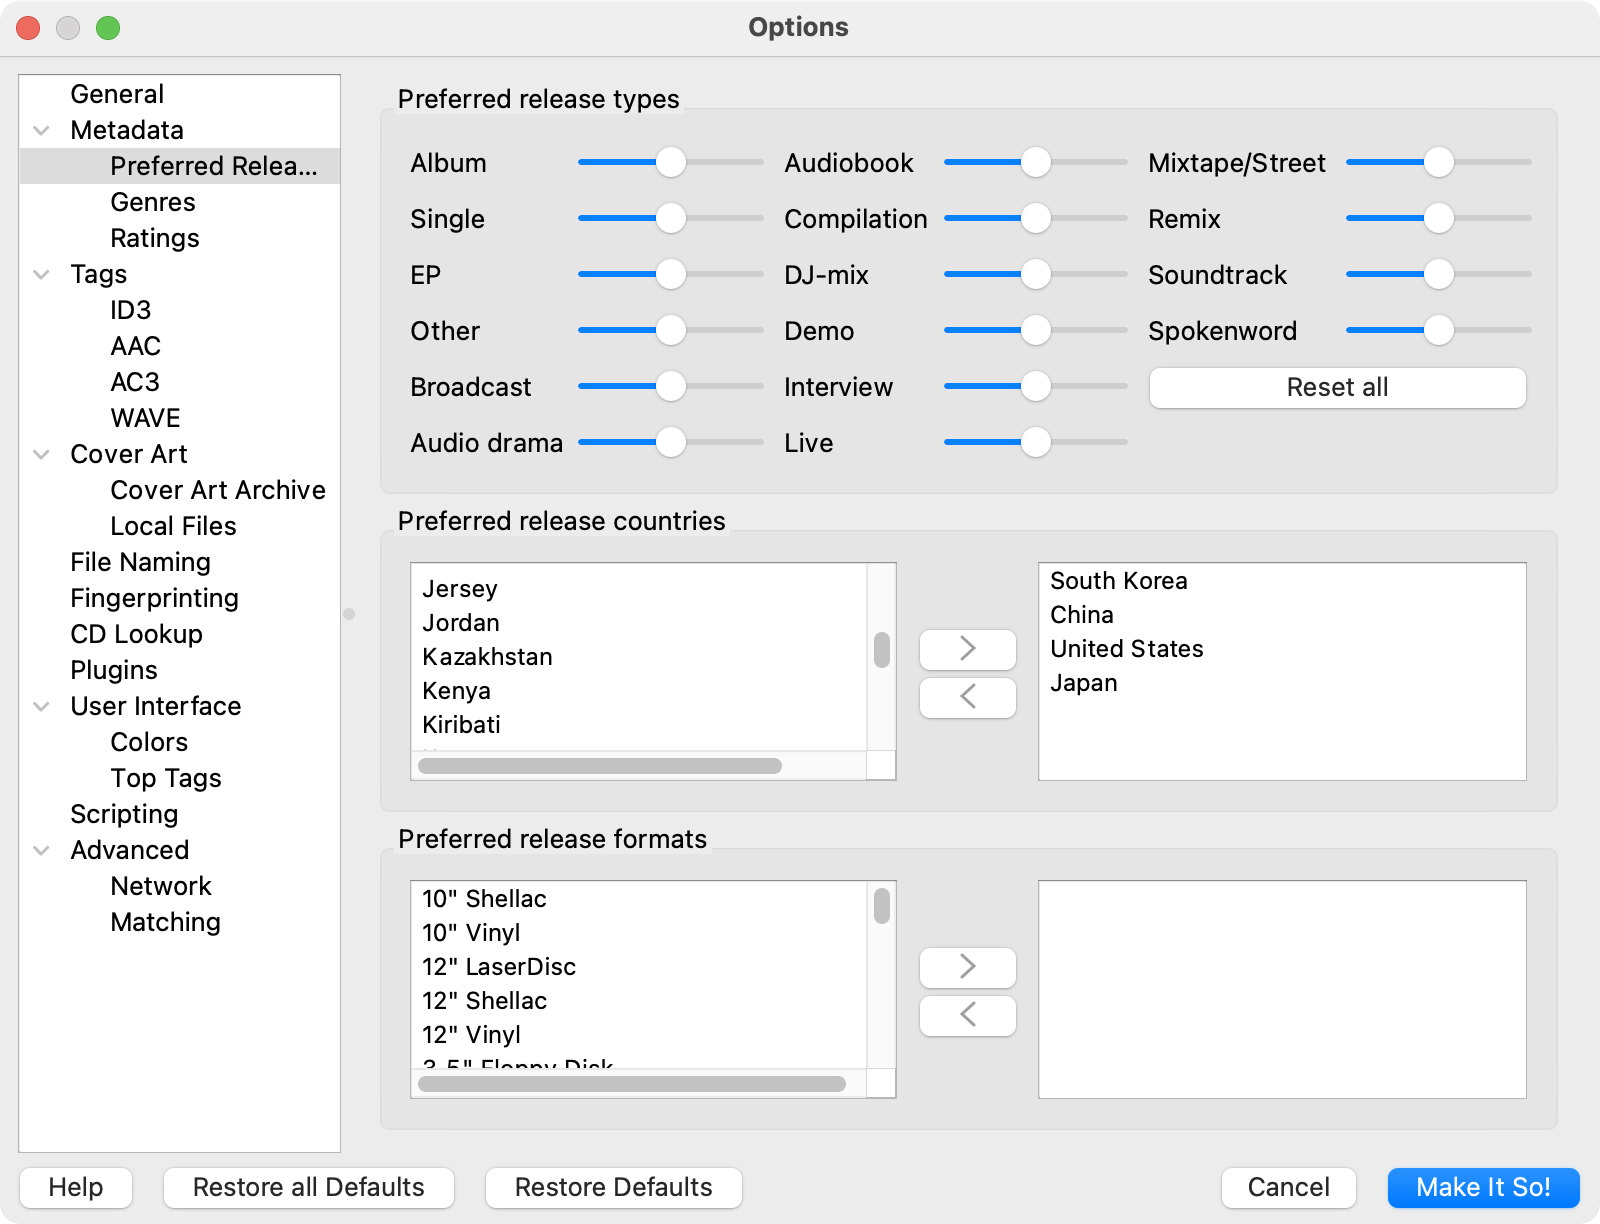 Options
General
Metadata
Preferred Relea...
Genres
Ratings
Tags
ID3
AAC
AC3
WAVE
Cover Art
Cover Art Archive
Local Files
File Naming
Fingerprinting
CD Lookup
Plugins
User Interface
Colors
Top Tags
Scripting
Advanced
Network
Matching
Preferred release types
Album
Audiobook
Mixtape/Street
Single
Compilation
Remix
EP
DJ-mix
Soundtrack
Other
Demo
Spokenword
Broadcast
Interview
Reset all
Audio drama
Live
Preferred release countries
Jersey
Jordan
Kazakhstan
Kenya
Kiribati
South Korea
China
United States
Japan
Preferred release formats
10" Shellac
10" Vinyl
12" LaserDisc
12" Shellac
12" Vinyl
3.5" Floppy Disk
Help
Restore all Defaults
Restore Defaults
Cancel
Make It So!